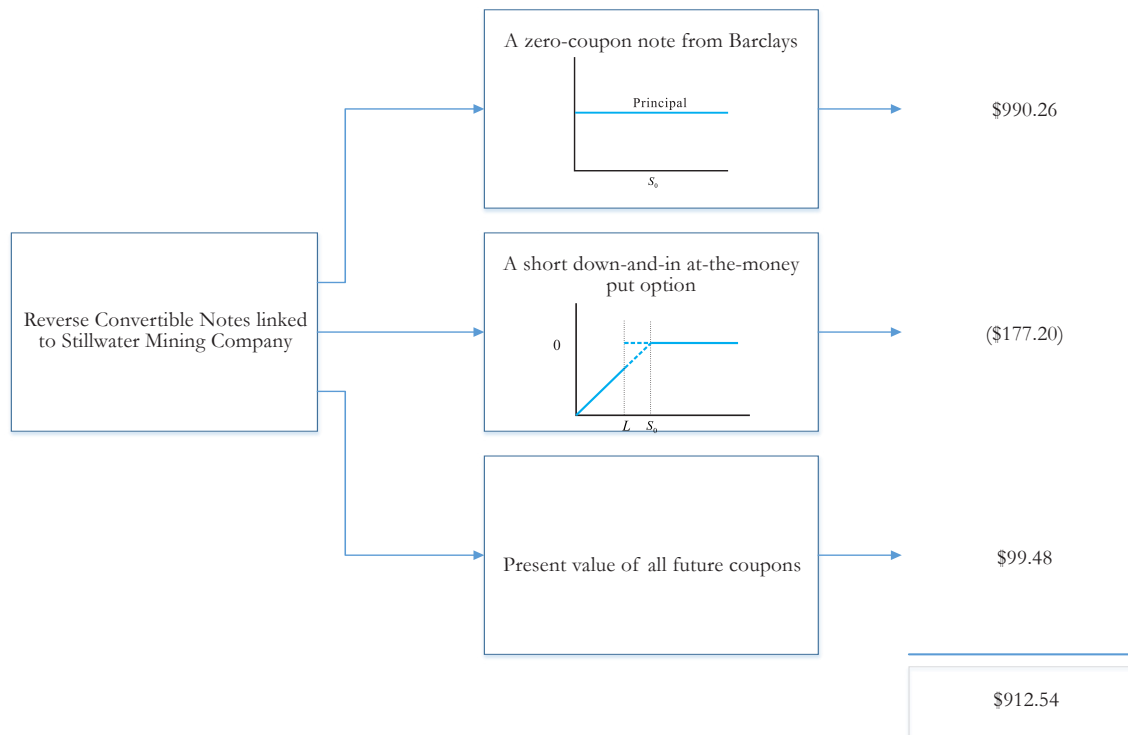 A zero-coupon note from Barclays
Principal
S₀
$990.26
Reverse Convertible Notes linked
to Stillwater Mining Company
A short down-and-in at-the-money
put option
0
L S₀
($177.20)
Present value of all future coupons
$99.48
$912.54